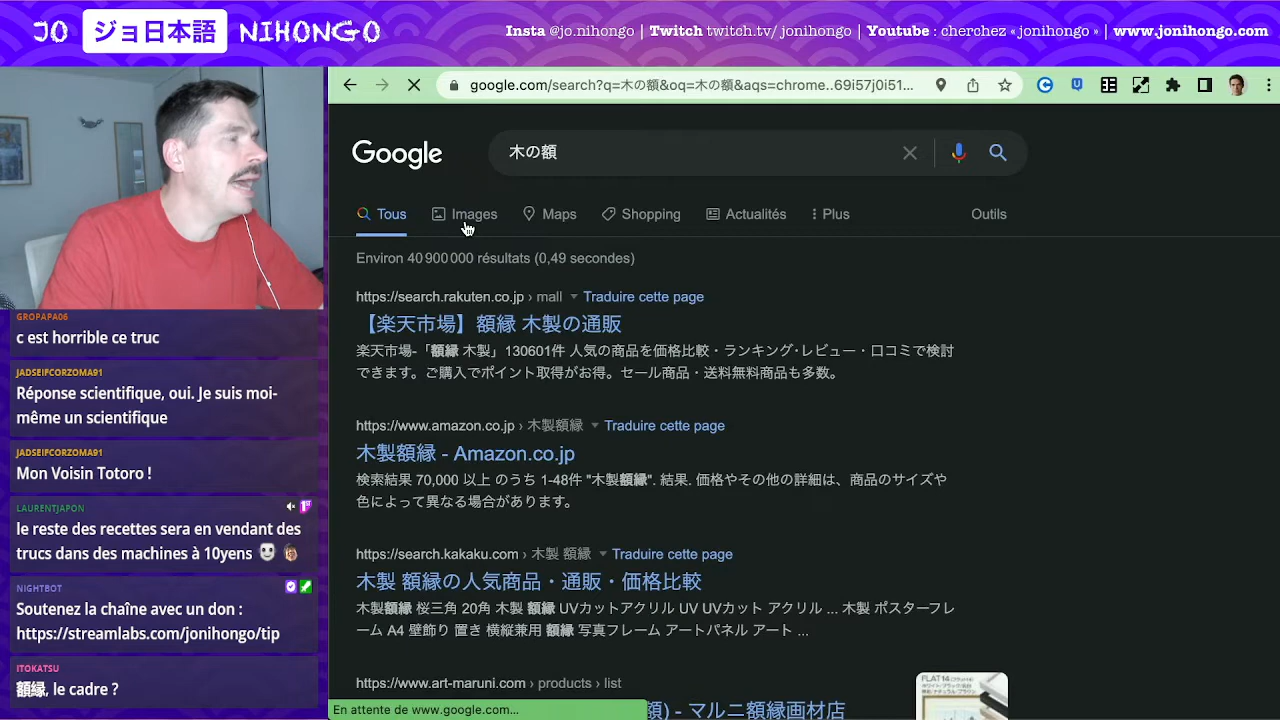 JO ジョ日本語 NIHONGO
Insta @jo.nihongo | Twitch twitch.tv/jonihongo | Youtube : cherchez « jonihongo » | www.jonihongo.com
google.com/search?q=木の額&oq=木の額&aqs=chrome..69i57j0i51...
Google
木の額
Tous Images Maps Shopping Actualités Plus Outils
Environ 40 900 000 résultats (0,49 secondes)
https://search.rakuten.co.jp › mall Traduire cette page
【楽天市場】額縁 木製の通販
楽天市場-「額縁 木製」130601件 人気の商品を価格比較・ランキング･レビュー・口コミで検討
できます。ご購入でポイント取得がお得。セール商品・送料無料商品も多数。
https://www.amazon.co.jp › 木製額縁 Traduire cette page
木製額縁 - Amazon.co.jp
検索結果 70,000 以上 のうち 1-48件 "木製額縁". 結果. 価格やその他の詳細は、商品のサイズや
色によって異なる場合があります。
https://search.kakaku.com › 木製 額縁 Traduire cette page
木製 額縁の人気商品・通販・価格比較
木製額縁 桜三角 20角 木製 額縁 UVカットアクリル UV UVカット アクリル ... 木製 ポスターフレ
ーム A4 壁飾り 置き 横縦兼用 額縁 写真フレーム アートパネル アート ...
https://www.art-maruni.com › products › list
額) - マルニ額縁画材店
FLAT14
En attente de www.google.com...
GROPAPA06
c est horrible ce truc
JADSEIFCORZOMA91
Réponse scientifique, oui. Je suis moi-
même un scientifique
JADSEIFCORZOMA91
Mon Voisin Totoro !
LAURENTJAPON
le reste des recettes sera en vendant des
trucs dans des machines à 10yens
NIGHTBOT
Soutenez la chaîne avec un don :
https://streamlabs.com/jonihongo/tip
ITOKATSU
額縁, le cadre ?